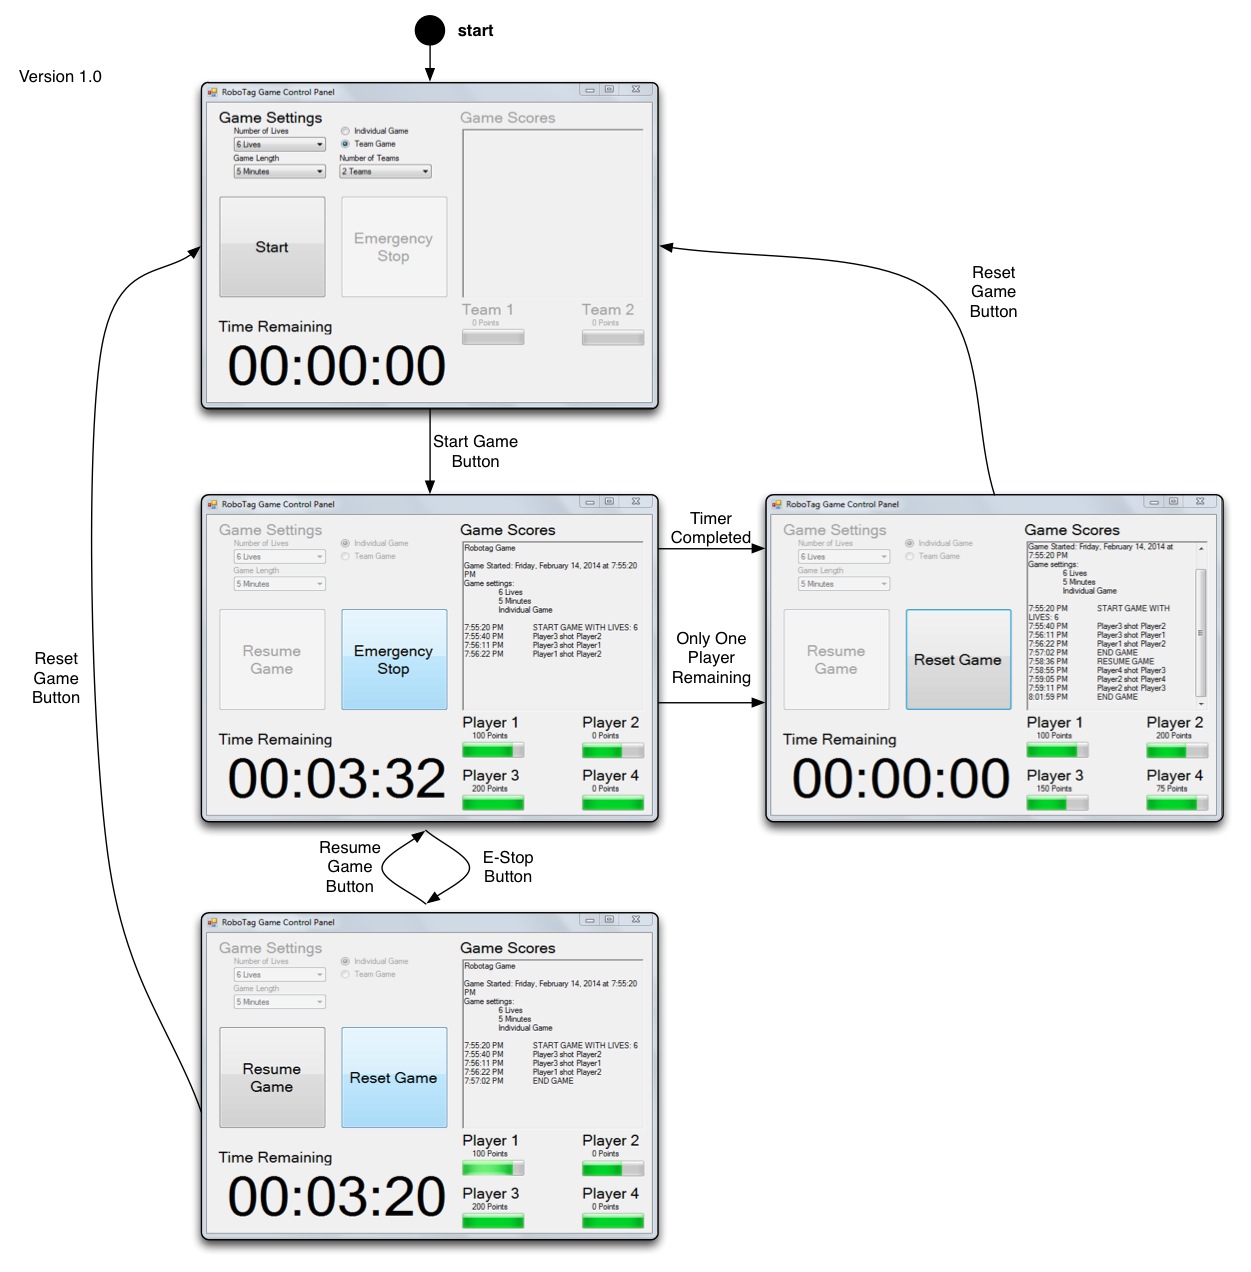 start
Version 1.0
RoboTag Game Control Panel
Game Settings
Number of Lives
6 Lives
Game Length
5 Minutes
Individual Game
Team Game
Number of Teams
2 Teams
Game Scores
Start
Emergency
Stop
Team 1
0 Points
Team 2
0 Points
Time Remaining
00:00:00
Reset
Game
Button
Start Game
Button
RoboTag Game Control Panel
Game Settings
Number of Lives
6 Lives
Game Length
5 Minutes
Individual Game
Team Game
Resume
Game
Emergency
Stop
Time Remaining
00:03:32
Game Scores
Robotag Game
Game Started: Friday, February 14, 2014 at 7:55:20
PM
Game settings:
6 Lives
5 Minutes
Individual Game
7:55:20 PM START GAME WITH LIVES: 6
7:55:40 PM Player3 shot Player2
7:56:11 PM Player3 shot Player1
7:56:22 PM Player1 shot Player2
Player 1
100 Points
Player 2
0 Points
Player 3
200 Points
Player 4
0 Points
Timer
Completed
Only One
Player
Remaining
RoboTag Game Control Panel
Game Settings
Number of Lives
6 Lives
Game Length
5 Minutes
Individual Game
Team Game
Resume
Game
Reset Game
Time Remaining
00:00:00
Game Scores
Game Started: Friday, February 14, 2014 at
7:55:20 PM
Game settings:
6 Lives
5 Minutes
Individual Game
7:55:20 PM START GAME WITH
LIVES: 6
7:55:40 PM Player3 shot Player2
7:56:11 PM Player3 shot Player1
7:56:22 PM Player1 shot Player2
7:57:02 PM END GAME
7:58:36 PM RESUME GAME
7:58:55 PM Player4 shot Player3
7:59:05 PM Player2 shot Player4
7:59:11 PM Player2 shot Player3
8:01:59 PM END GAME
Player 1
100 Points
Player 2
200 Points
Player 3
150 Points
Player 4
75 Points
Reset
Game
Button
Resume
Game
Button
E-Stop
Button
RoboTag Game Control Panel
Game Settings
Number of Lives
6 Lives
Game Length
5 Minutes
Individual Game
Team Game
Resume
Game
Reset Game
Time Remaining
00:03:20
Game Scores
Robotag Game
Game Started: Friday, February 14, 2014 at 7:55:20
PM
Game settings:
6 Lives
5 Minutes
Individual Game
7:55:20 PM START GAME WITH LIVES: 6
7:55:40 PM Player3 shot Player2
7:56:11 PM Player3 shot Player1
7:56:22 PM Player1 shot Player2
7:57:02 PM END GAME
Player 1
100 Points
Player 2
0 Points
Player 3
200 Points
Player 4
0 Points